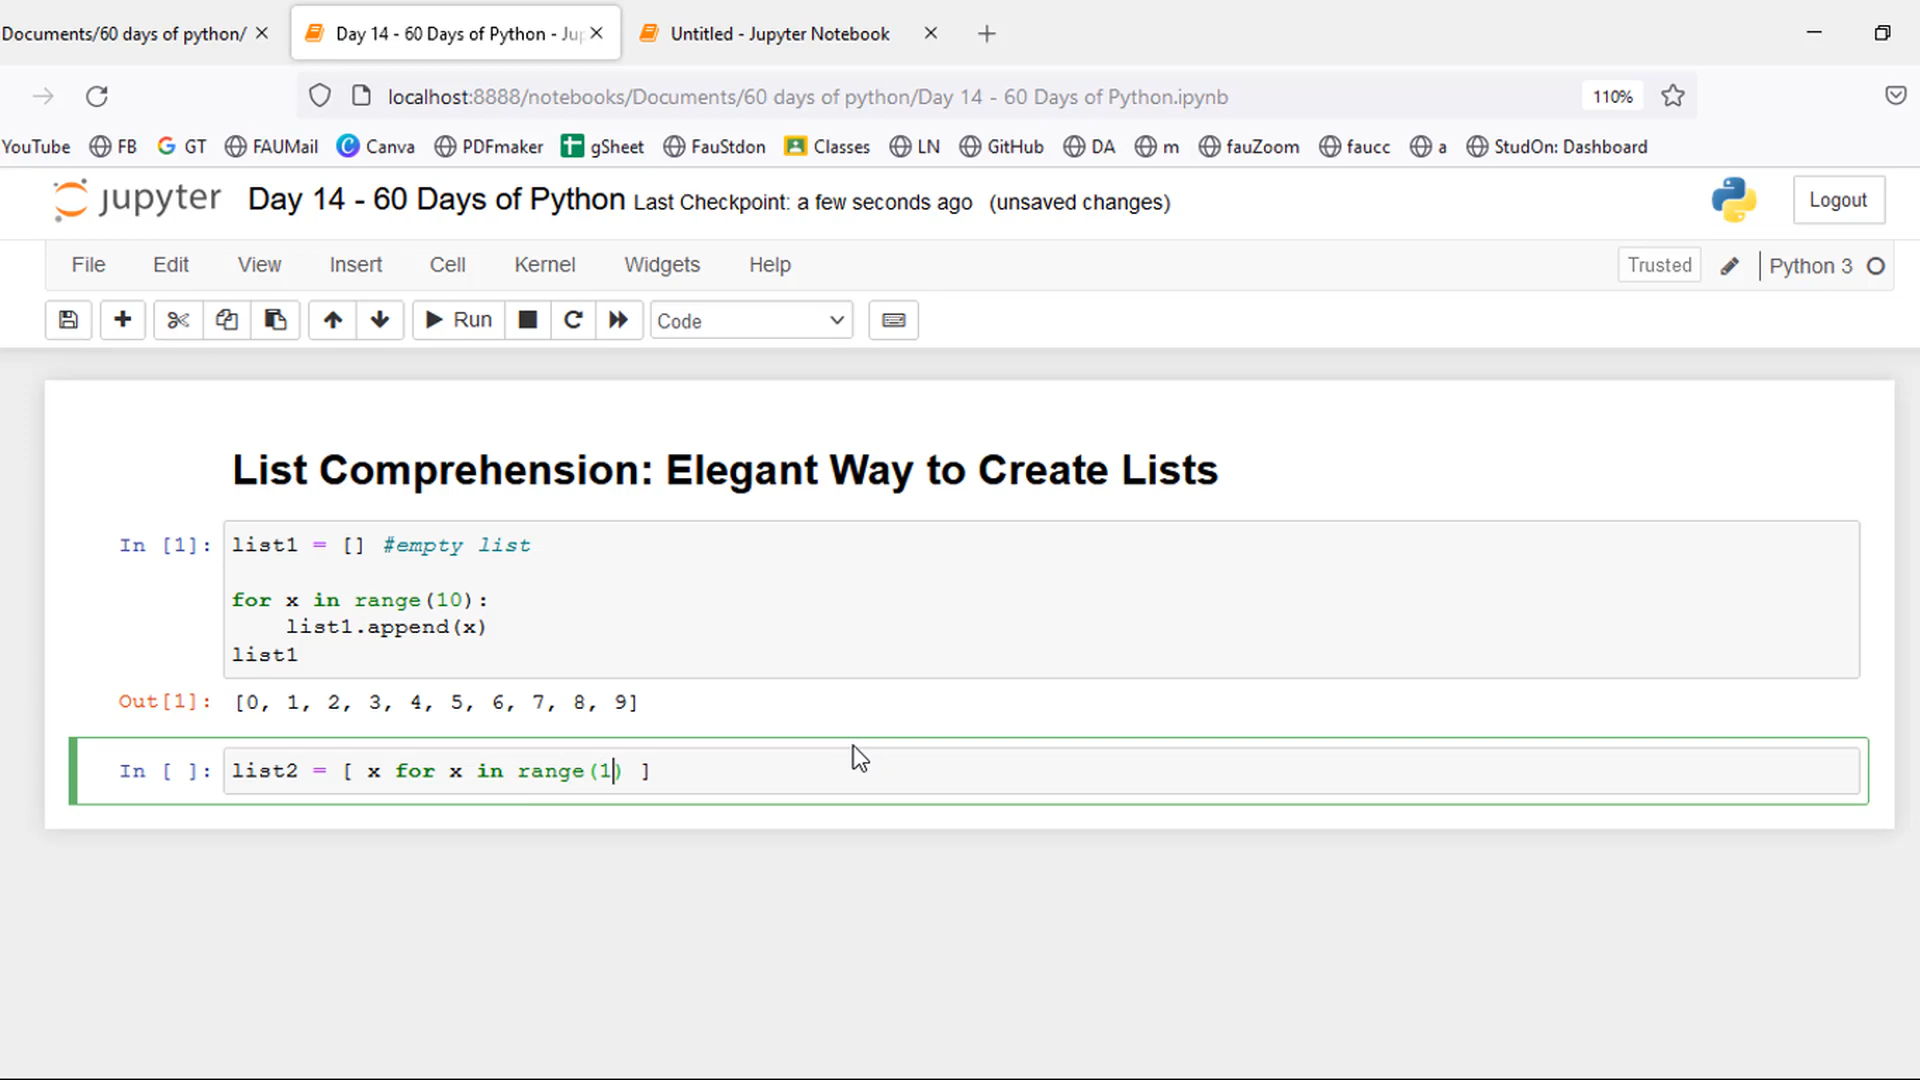 Documents/60 days of python/
Day 14 - 60 Days of Python - Jup
Untitled - Jupyter Notebook
localhost:8888/notebooks/Documents/60 days of python/Day 14 - 60 Days of Python.ipynb
110%
YouTube FB GT FAUMail Canva PDFmaker gSheet FauStdon Classes LN GitHub DA m fauZoom faucc a StudOn: Dashboard
jupyter Day 14 - 60 Days of Python Last Checkpoint: a few seconds ago (unsaved changes)
Logout
File Edit View Insert Cell Kernel Widgets Help
Trusted Python 3
Run Code
List Comprehension: Elegant Way to Create Lists
In [1]: list1 = [] #empty list
for x in range(10):
list1.append(x)
list1
Out[1]: [0, 1, 2, 3, 4, 5, 6, 7, 8, 9]
In [ ]: list2 = [ x for x in range(1) ]